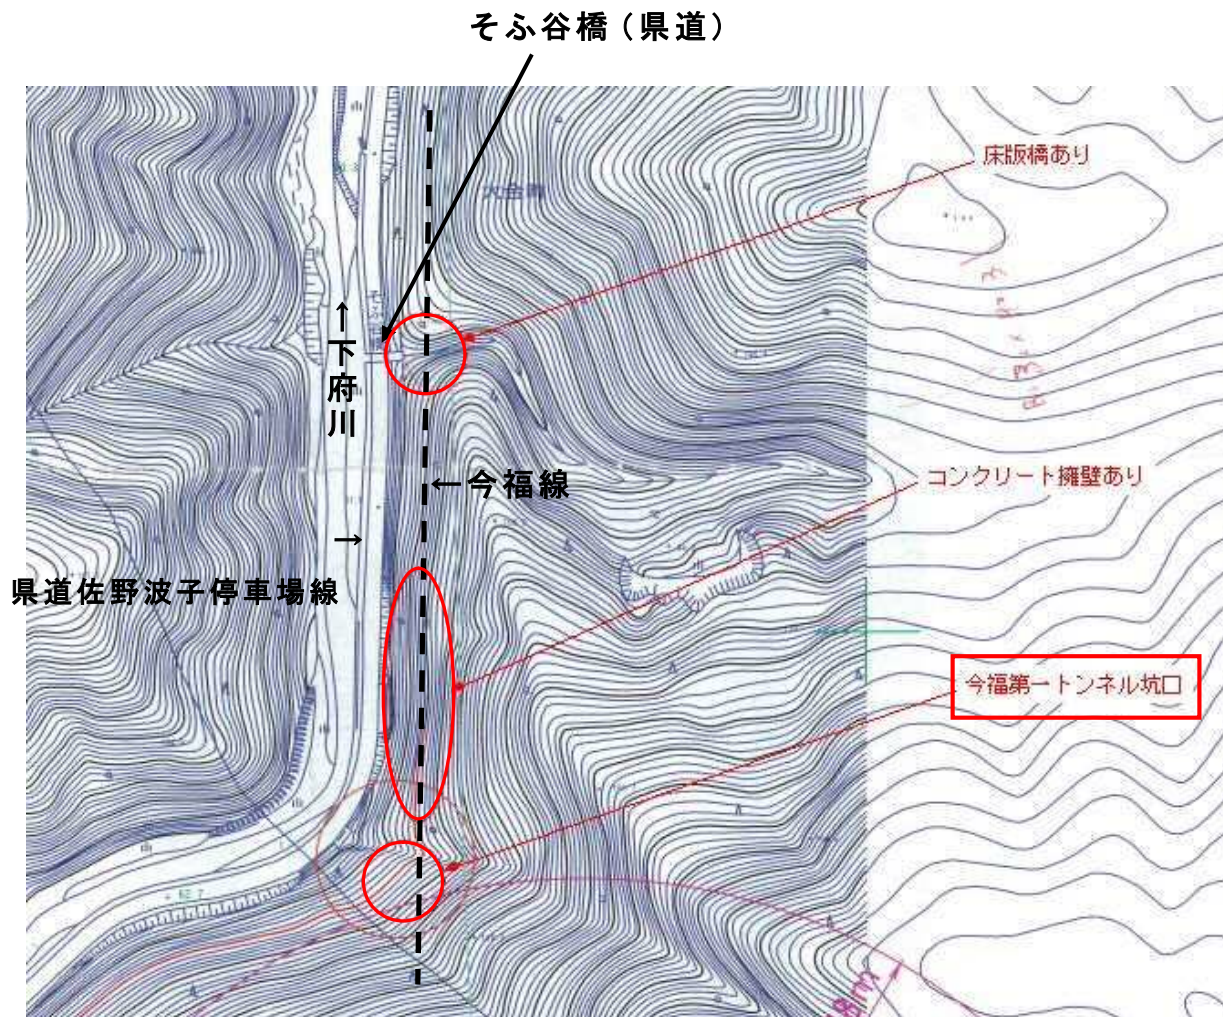 そふ谷橋（県道）
床版橋あり
↑下府川
コンクリート擁壁あり
←今福線
→
県道佐野波子停車場線
今福第一トンネル坑口